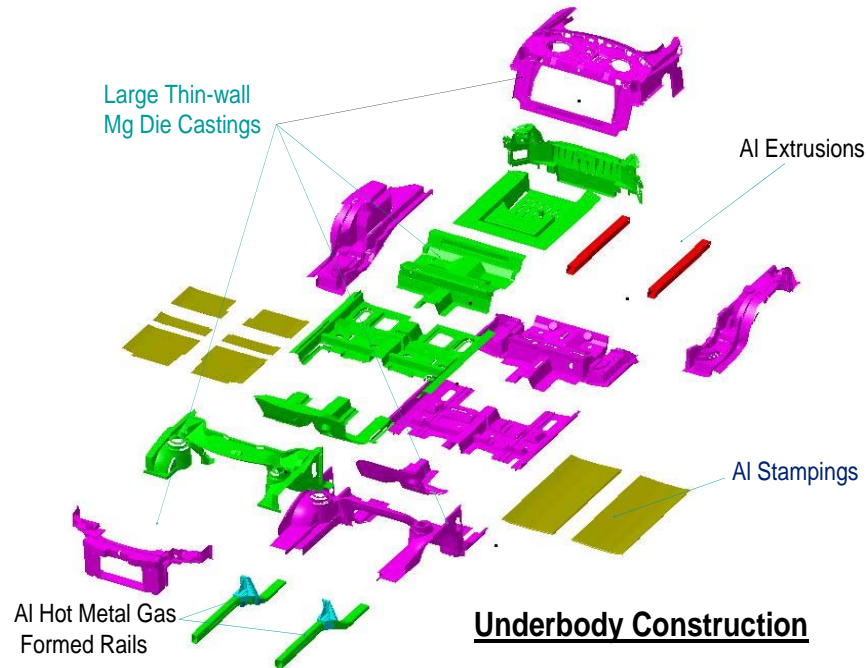 Large Thin-wall
Mg Die Castings
Al Extrusions
Al Stampings
Al Hot Metal Gas
Formed Rails
Underbody Construction